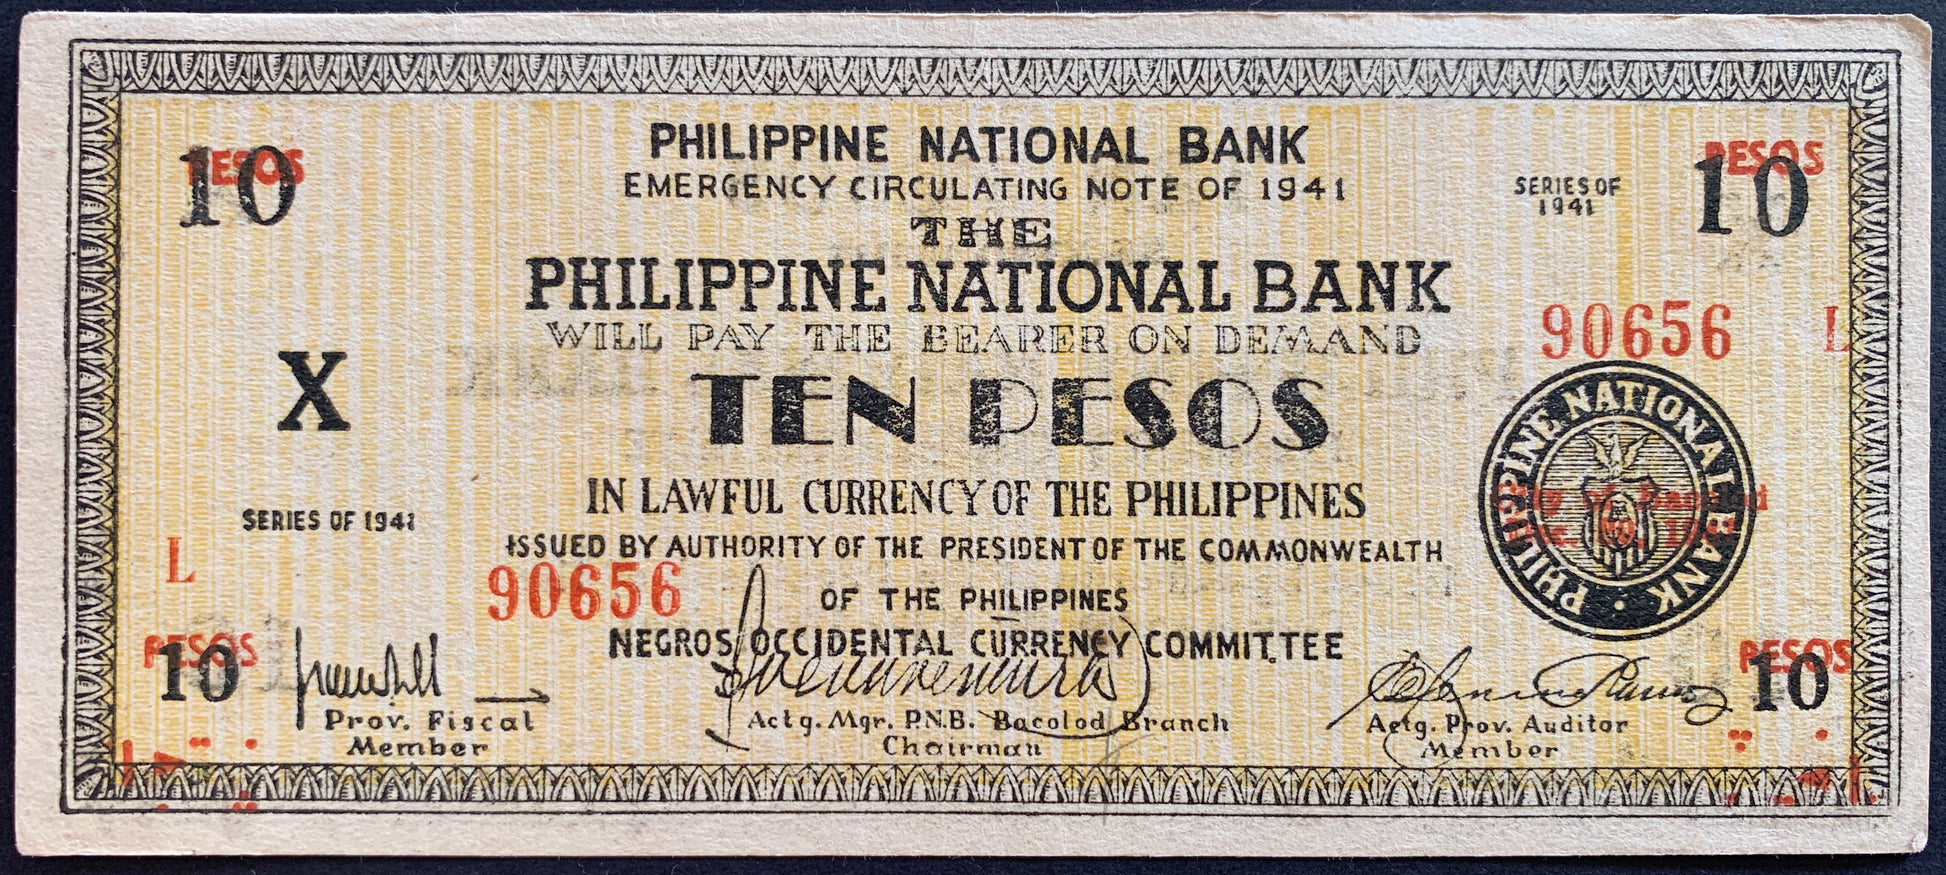 PHILIPPINE NATIONAL BANK
EMERGENCY CIRCULATING NOTE OF 1941
10 PESOS
SERIES OF
1941
10 PESOS
THE
PHILIPPINE NATIONAL BANK
WILL PAY THE BEARER ON DEMAND
90656 L
X
TEN PESOS
PHILIPPINE NATIONAL BANK
IN LAWFUL CURRENCY OF THE PHILIPPINES
SERIES OF 1941
ISSUED BY AUTHORITY OF THE PRESIDENT OF THE COMMONWEALTH
L
90656
OF THE PHILIPPINES
NEGROS OCCIDENTAL CURRENCY COMMITTEE
10 PESOS
10 PESOS
Prov. Fiscal
Member
Actg. Mgr. P.N.B. Bacolod Branch
Chairman
Actg. Prov. Auditor
Member